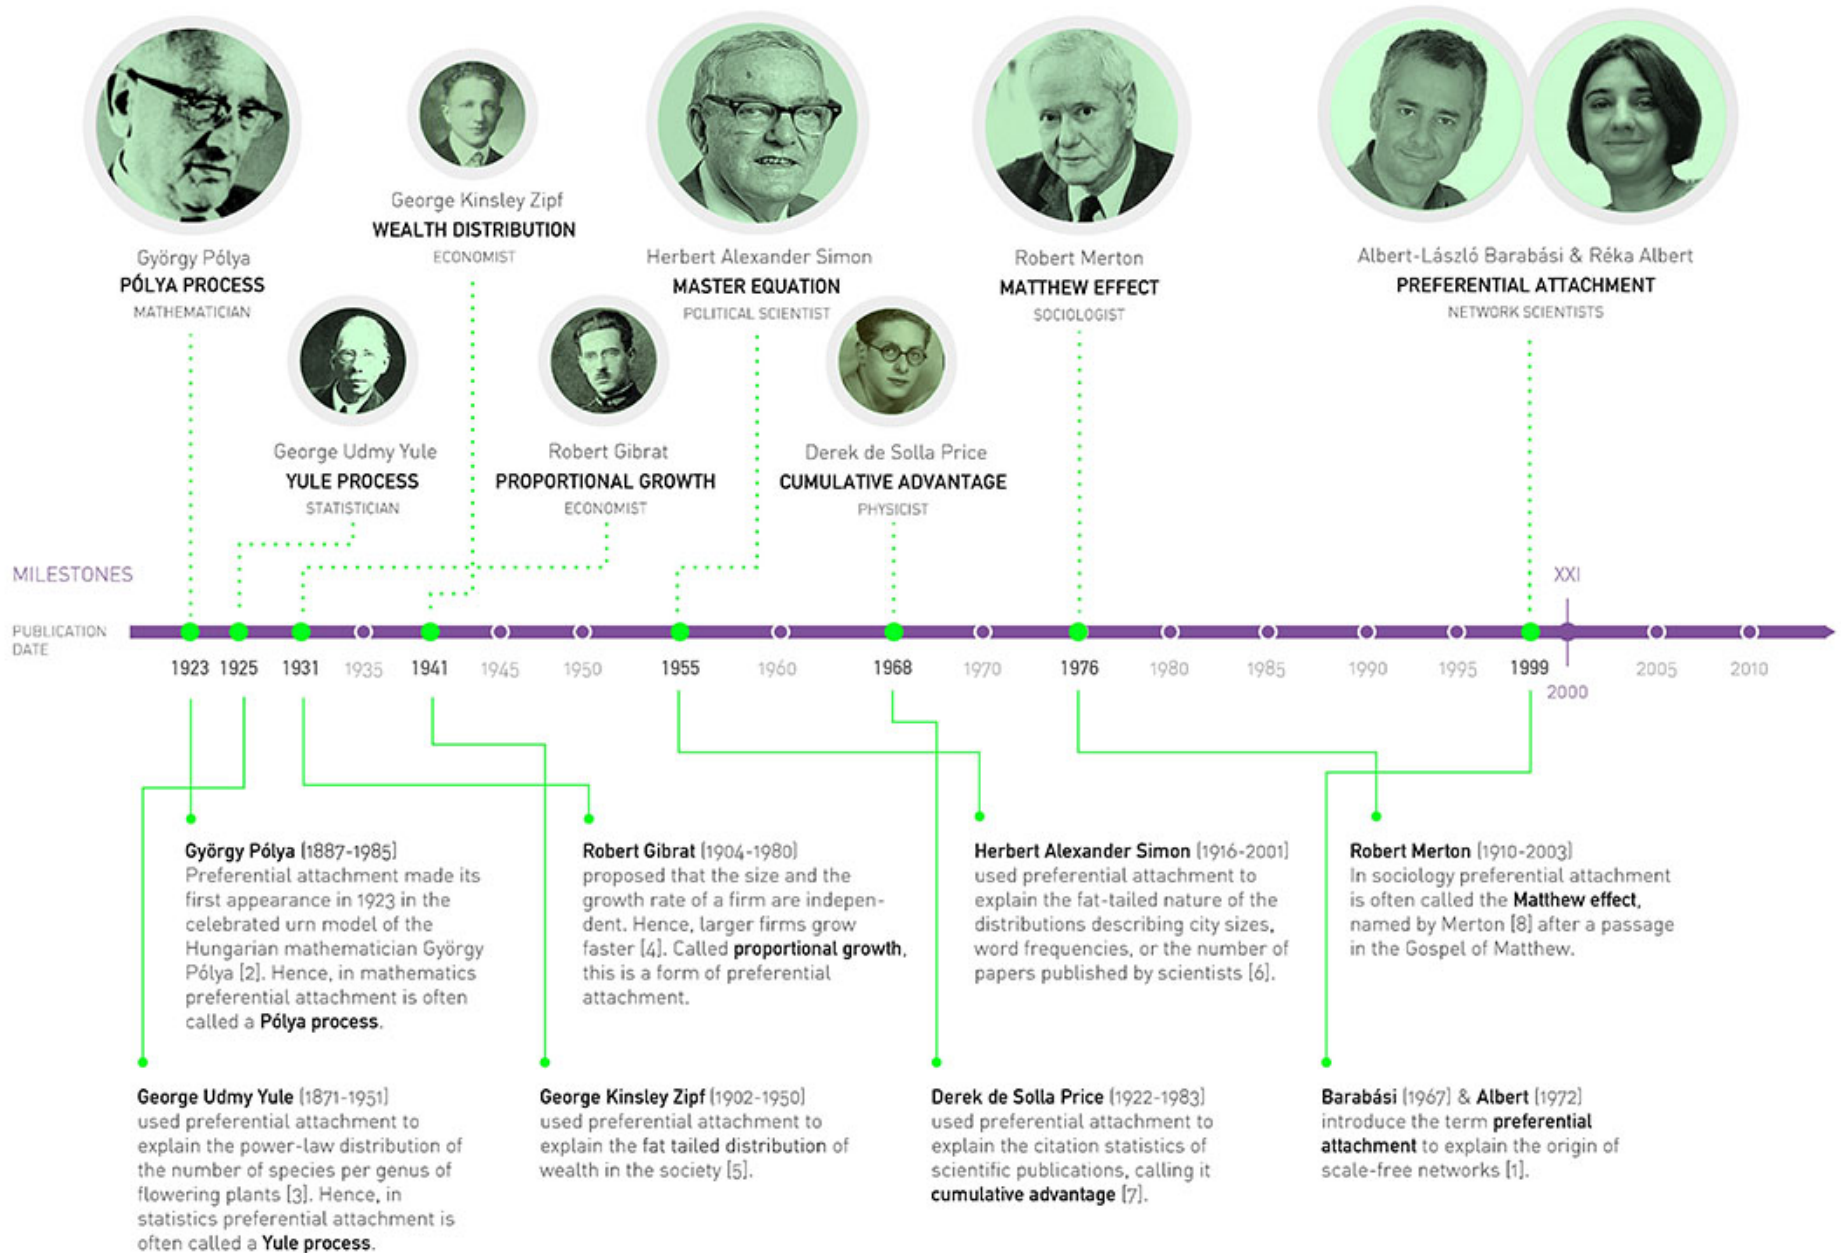 György Pólya
PÓLYA PROCESS
MATHEMATICIAN
George Kinsley Zipf
WEALTH DISTRIBUTION
ECONOMIST
Herbert Alexander Simon
MASTER EQUATION
POLITICAL SCIENTIST
Robert Merton
MATTHEW EFFECT
SOCIOLOGIST
Albert-László Barabási & Réka Albert
PREFERENTIAL ATTACHMENT
NETWORK SCIENTISTS
George Udmy Yule
YULE PROCESS
STATISTICIAN
Robert Gibrat
PROPORTIONAL GROWTH
ECONOMIST
Derek de Solla Price
CUMULATIVE ADVANTAGE
PHYSICIST
MILESTONES
XXI
PUBLICATION
DATE
1923 1925 1931 1935 1941 1945 1950 1955 1960 1968 1970 1976 1980 1985 1990 1995 1999 2005 2010
2000
György Pólya (1887-1985)
Preferential attachment made its
first appearance in 1923 in the
celebrated urn model of the
Hungarian mathematician György
Pólya [2]. Hence, in mathematics
preferential attachment is often
called a Pólya process.
Robert Gibrat (1904-1980)
proposed that the size and the
growth rate of a firm are indepen-
dent. Hence, larger firms grow
faster [4]. Called proportional growth,
this is a form of preferential
attachment.
Herbert Alexander Simon (1916-2001)
used preferential attachment to
explain the fat-tailed nature of the
distributions describing city sizes,
word frequencies, or the number of
papers published by scientists [6].
Robert Merton (1910-2003)
In sociology preferential attachment
is often called the Matthew effect,
named by Merton [8] after a passage
in the Gospel of Matthew.
George Udmy Yule (1871-1951)
used preferential attachment to
explain the power-law distribution of
the number of species per genus of
flowering plants [3]. Hence, in
statistics preferential attachment is
often called a Yule process.
George Kinsley Zipf (1902-1950)
used preferential attachment to
explain the fat tailed distribution of
wealth in the society [5].
Derek de Solla Price (1922-1983)
used preferential attachment to
explain the citation statistics of
scientific publications, calling it
cumulative advantage [7].
Barabási (1967) & Albert (1972)
introduce the term preferential
attachment to explain the origin of
scale-free networks [1].